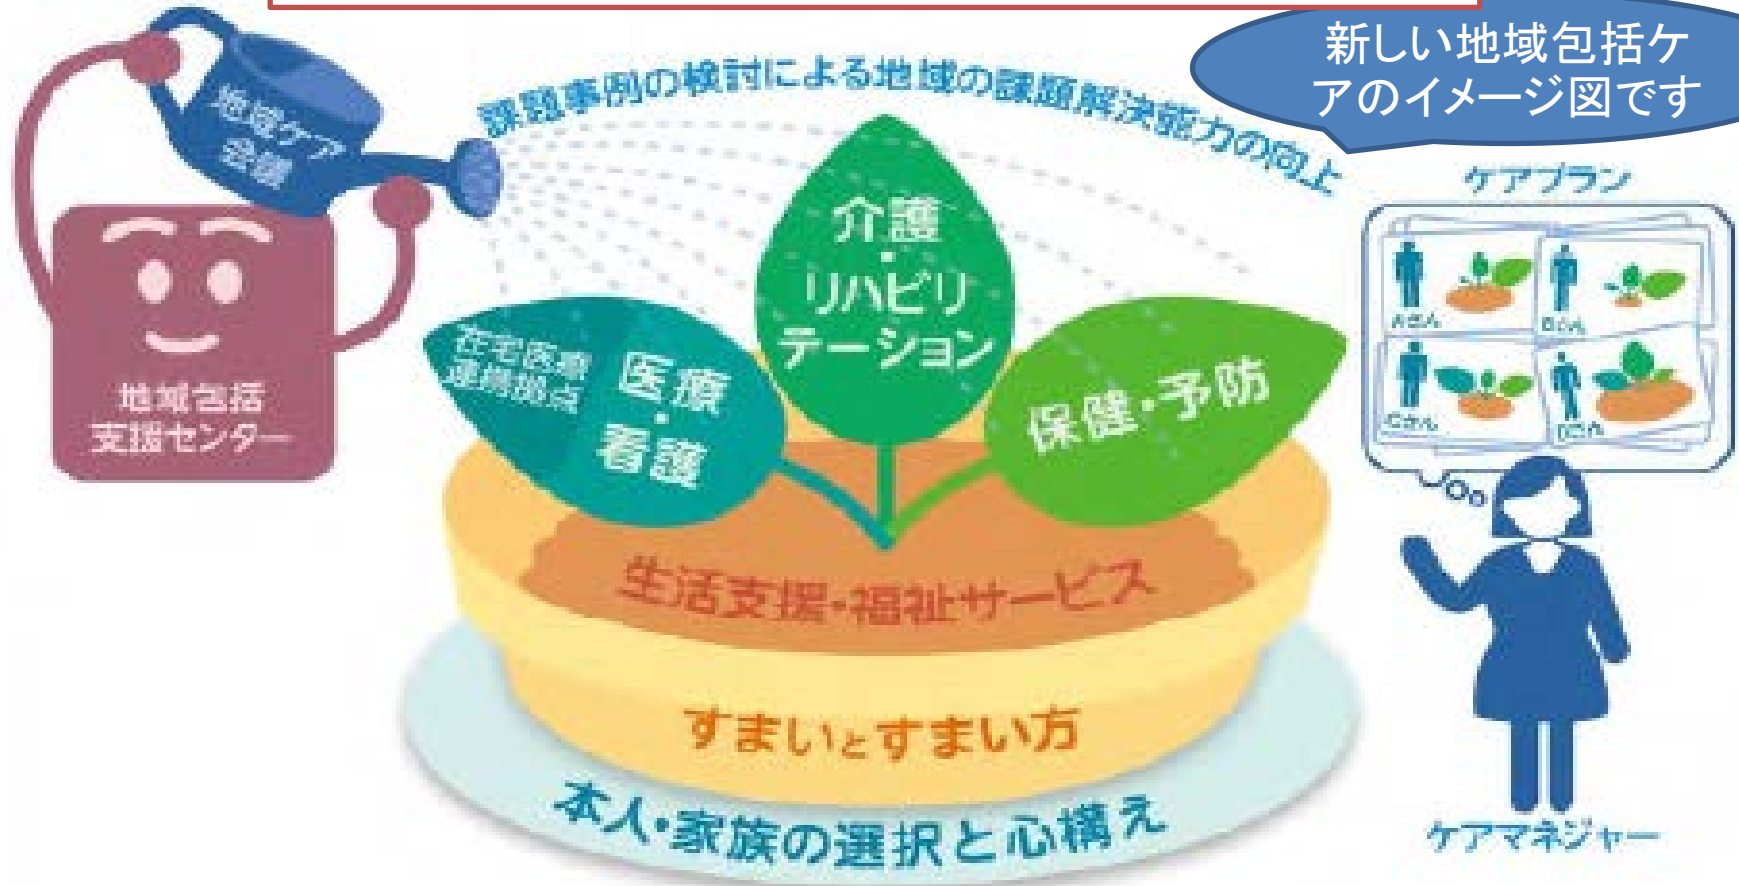 新しい地域包括ケ
アのイメージ図です
課題事例の検討による地域の課題解決能力の向上
地域ケア
会議
地域包括
支援センター
介護
・
リハビリ
テーション
在宅医療
連携拠点
医療
・
看護
保健・予防
生活支援・福祉サービス
すまいとすまい方
本人・家族の選択と心構え
ケアプラン
Aさん
Bさん
Cさん
Dさん
ケアマネジャー